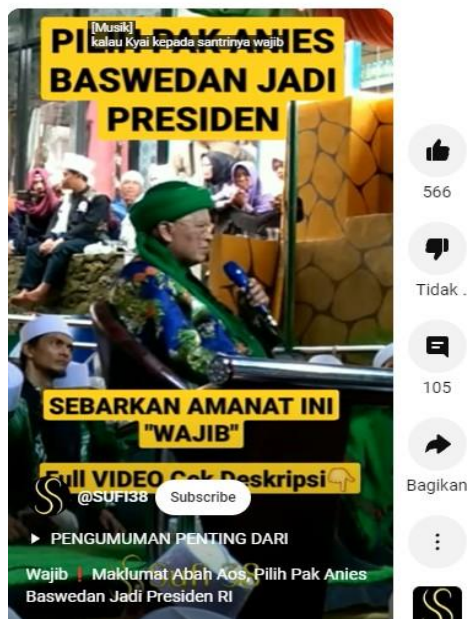 PILIH PAK ANIES
[Musik]
kalau Kyai kepada santrinya wajib
BASWEDAN JADI
PRESIDEN
566
Tidak .
105
SEBARKAN AMANAT INI
"WAJIB"
Full VIDEO Cek Deskripsi👇
@SUFI38
Subscribe
Bagikan
PENGUMUMAN PENTING DARI
Wajib❗Maklumat Abah Aos, Pilih Pak Anies
Baswedan Jadi Presiden RI